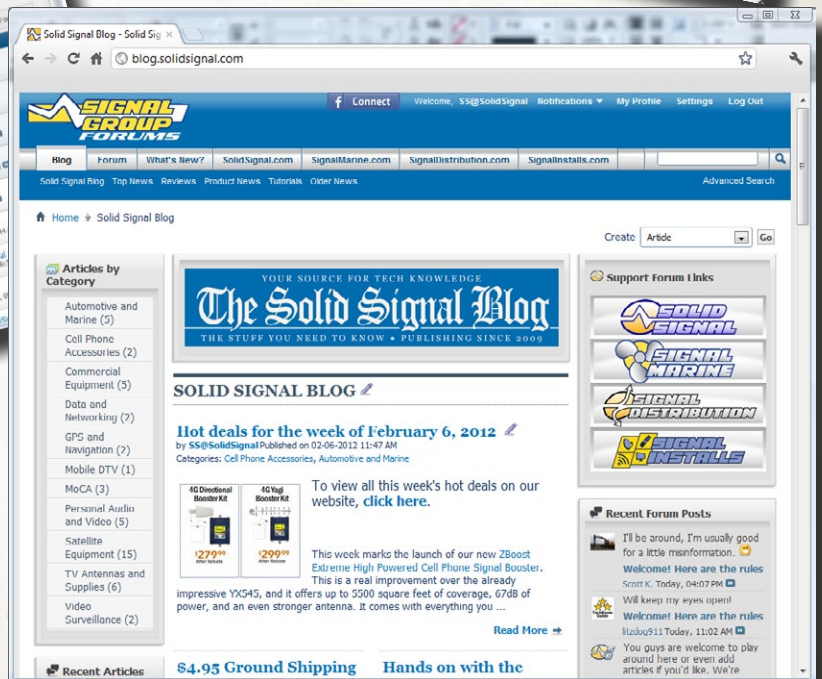 Solid Signal Blog - Solid Sig
blog.solidsignal.com
SIGNAL
GROUP
FORUMS
f Connect Welcome, SS@SolidSignal Notifications My Profile Settings Log Out
Blog Forum What's New? SolidSignal.com SignalMarine.com SignalDistribution.com SignalInstalls.com
Solid Signal Blog Top News Reviews Product News Tutorials Older News Advanced Search
Home Solid Signal Blog
Create Article Go
Articles by
Category
Automotive and
Marine (5)
Cell Phone
Accessories (2)
Commercial
Equipment (5)
Data and
Networking (2)
GPS and
Navigation (2)
Mobile DTV (1)
MoCA (3)
Personal Audio
and Video (5)
Satellite
Equipment (15)
TV Antennas and
Supplies (6)
Video
Surveillance (2)
Recent Articles
YOUR SOURCE FOR TECH KNOWLEDGE
The Solid Signal Blog
THE STUFF YOU NEED TO KNOW • PUBLISHING SINCE 2009
SOLID SIGNAL BLOG
Hot deals for the week of February 6, 2012
by SS@SolidSignal Published on 02-06-2012 11:47 AM
Categories: Cell Phone Accessories, Automotive and Marine
4G Directional
Booster Kit
$279.99
After Rebate
4G Yagi
Booster Kit
$299.99
After Rebate
To view all this week's hot deals on our
website, click here.
This week marks the launch of our new ZBoost
Extreme High Powered Cell Phone Signal Booster.
This is a real improvement over the already
impressive YX545, and it offers up to 5500 square feet of coverage, 67dB of
power, and an even stronger antenna. It comes with everything you ...
Read More
$4.95 Ground Shipping
Hands on with the
Support Forum Links
SOLID
SIGNAL
SIGNAL
MARINE
SIGNAL
DISTRIBUTION
SIGNAL
INSTALLS
Recent Forum Posts
I'll be around, I'm usually good
for a little misinformation.
Welcome! Here are the rules
Scott K. Today, 04:07 PM
Will keep my eyes open!
Welcome! Here are the rules
litzdog911 Today, 11:02 AM
You guys are welcome to play
around here or even add
articles if you'd like. We're